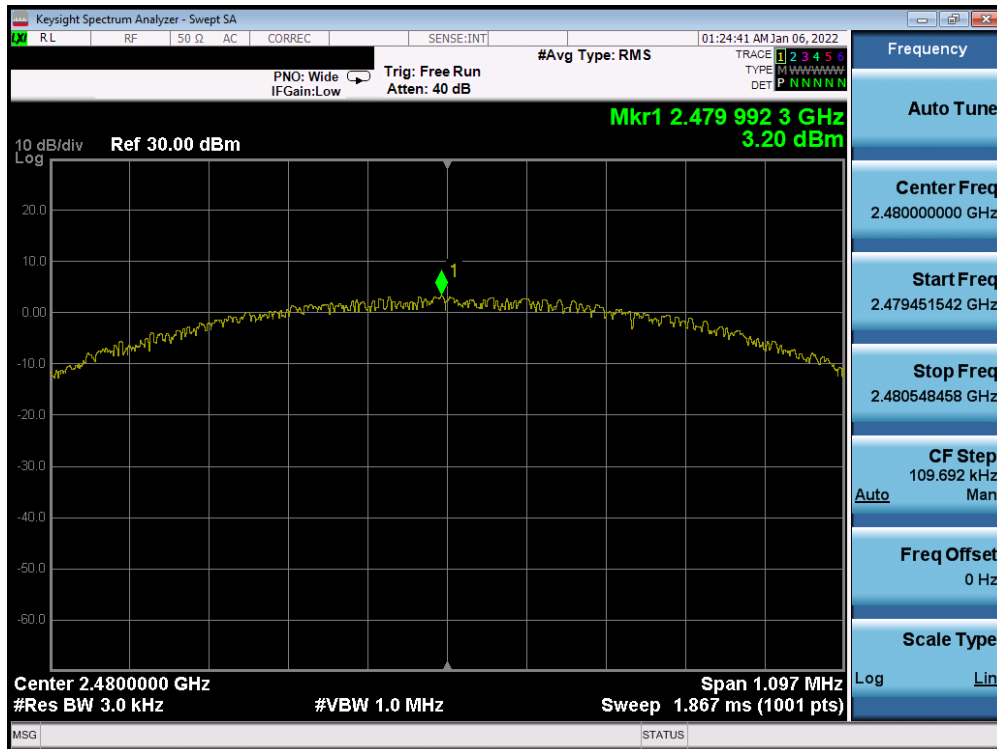 Keysight Spectrum Analyzer - Swept SA
LXI RL RF 50 Ω AC CORREC SENSE:INT 01:24:41 AM Jan 06, 2022
PNO: Wide
IFGain:Low
Trig: Free Run
Atten: 40 dB
#Avg Type: RMS
TRACE 1 2 3 4 5 6
TYPE M W W W W W
DET P N N N N N
Mkr1 2.479 992 3 GHz
3.20 dBm
10 dB/div Ref 30.00 dBm
Log
20.0
10.0
1
0.00
-10.0
-20.0
-30.0
-40.0
-50.0
-60.0
Center 2.4800000 GHz Span 1.097 MHz
#Res BW 3.0 kHz #VBW 1.0 MHz Sweep 1.867 ms (1001 pts)
MSG STATUS
Frequency
Auto Tune
Center Freq
2.480000000 GHz
Start Freq
2.479451542 GHz
Stop Freq
2.480548458 GHz
CF Step
109.692 kHz
Auto Man
Freq Offset
0 Hz
Scale Type
Log Lin